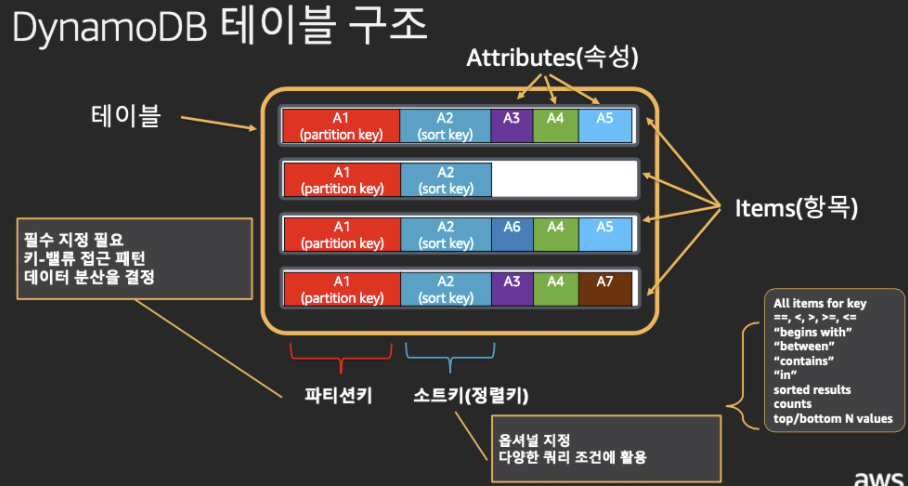 DynamoDB 테이블 구조
Attributes(속성)
테이블
A1
(partition key)
A2
(sort key)
A3
A4
A5
A1
(partition key)
A2
(sort key)
A1
(partition key)
A2
(sort key)
A6
A4
A5
A1
(partition key)
A2
(sort key)
A3
A4
A7
Items(항목)
필수 지정 필요
키-밸류 접근 패턴
데이터 분산을 결정
파티션키
소트키(정렬키)
옵셔널 지정
다양한 쿼리 조건에 활용
All items for key
==, <, >, >=, <=
"begins with"
"between"
"contains"
"in"
sorted results
counts
top/bottom N values
aws